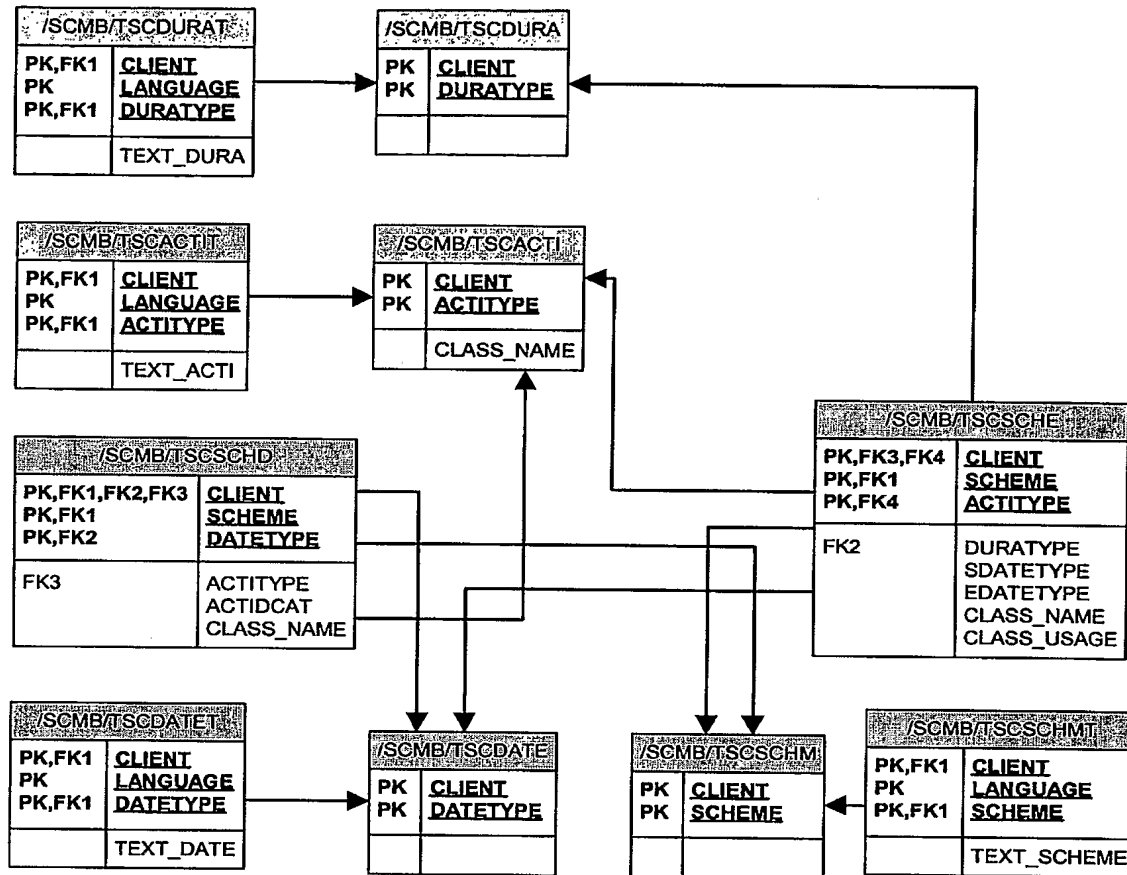 /SCMB/TSCDURAT
PK,FK1 CLIENT
PK LANGUAGE
PK,FK1 DURATYPE
TEXT_DURA
/SCMB/TSCDURA
PK CLIENT
PK DURATYPE
/SCMB/TSCACTIT
PK,FK1 CLIENT
PK LANGUAGE
PK,FK1 ACTITYPE
TEXT_ACTI
/SCMB/TSCACTI
PK CLIENT
PK ACTITYPE
CLASS_NAME
/SCMB/TSCSCHE
PK,FK3,FK4 CLIENT
PK,FK1 SCHEME
PK,FK4 ACTITYPE
FK2 DURATYPE
SDATETYPE
EDATETYPE
CLASS_NAME
CLASS_USAGE
/SCMB/TSCSCHD
PK,FK1,FK2,FK3 CLIENT
PK,FK1 SCHEME
PK,FK2 DATETYPE
FK3 ACTITYPE
ACTIDCAT
CLASS_NAME
/SCMB/TSCDATET
PK,FK1 CLIENT
PK LANGUAGE
PK,FK1 DATETYPE
TEXT_DATE
/SCMB/TSCDATE
PK CLIENT
PK DATETYPE
/SCMB/TSCSCHM
PK CLIENT
PK SCHEME
/SCMB/TSCSCHMT
PK,FK1 CLIENT
PK LANGUAGE
PK,FK1 SCHEME
TEXT_SCHEME